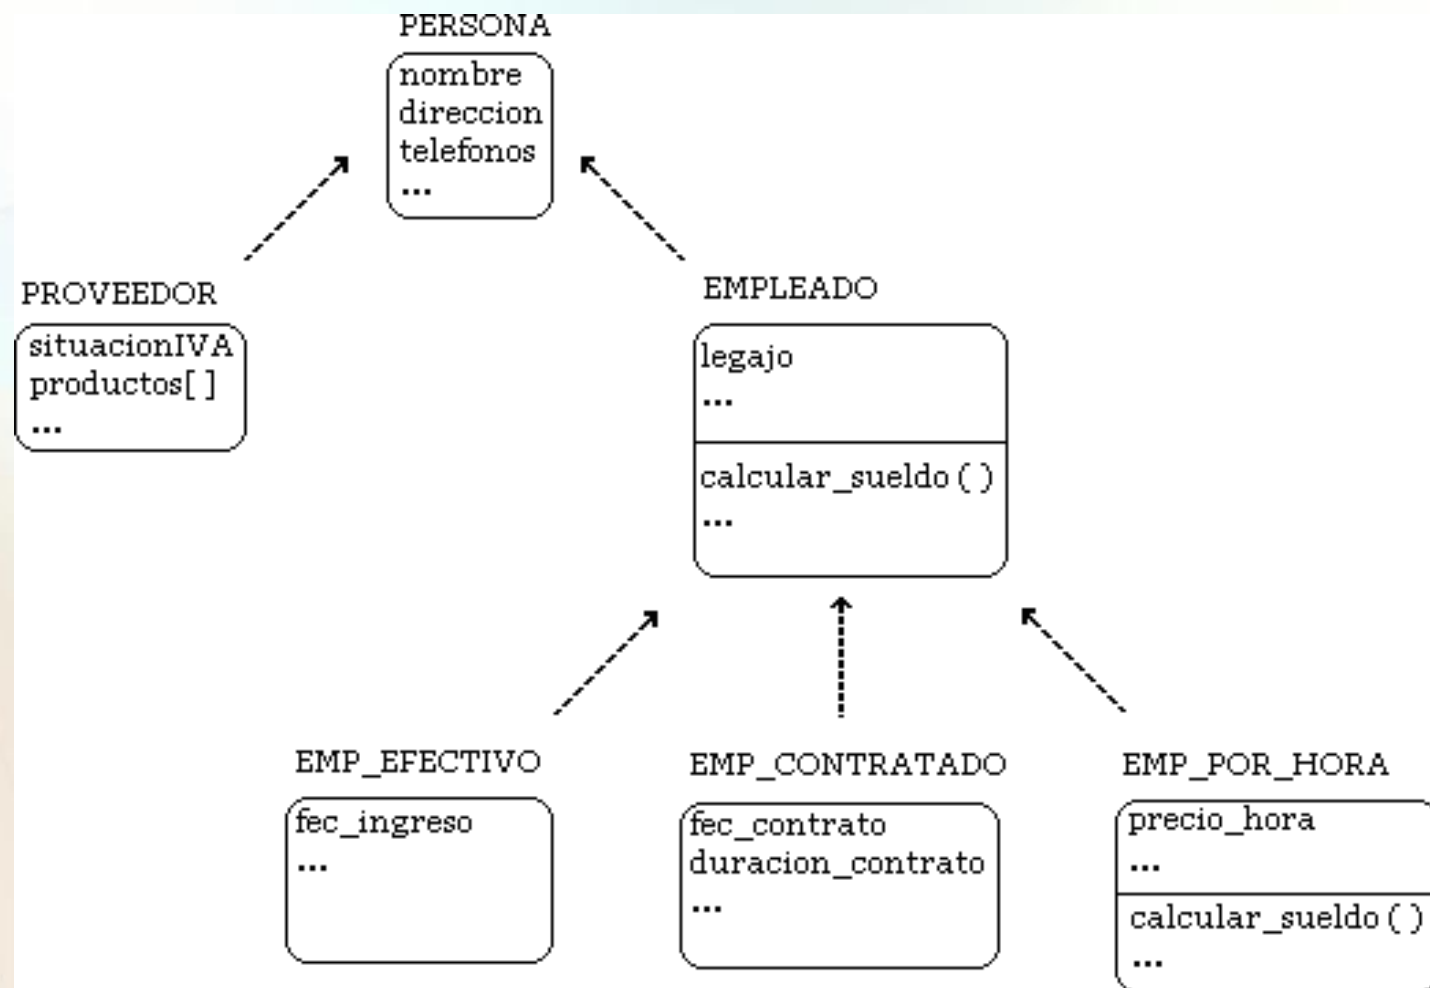 PERSONA
nombre
direccion
telefonos
...
PROVEEDOR
situacionIVA
productos[ ]
...
EMPLEADO
legajo
...
calcular_sueldo ( )
...
EMP_EFECTIVO
fec_ingreso
...
EMP_CONTRATADO
fec_contrato
duracion_contrato
...
EMP_POR_HORA
precio_hora
...
calcular_sueldo ( )
...